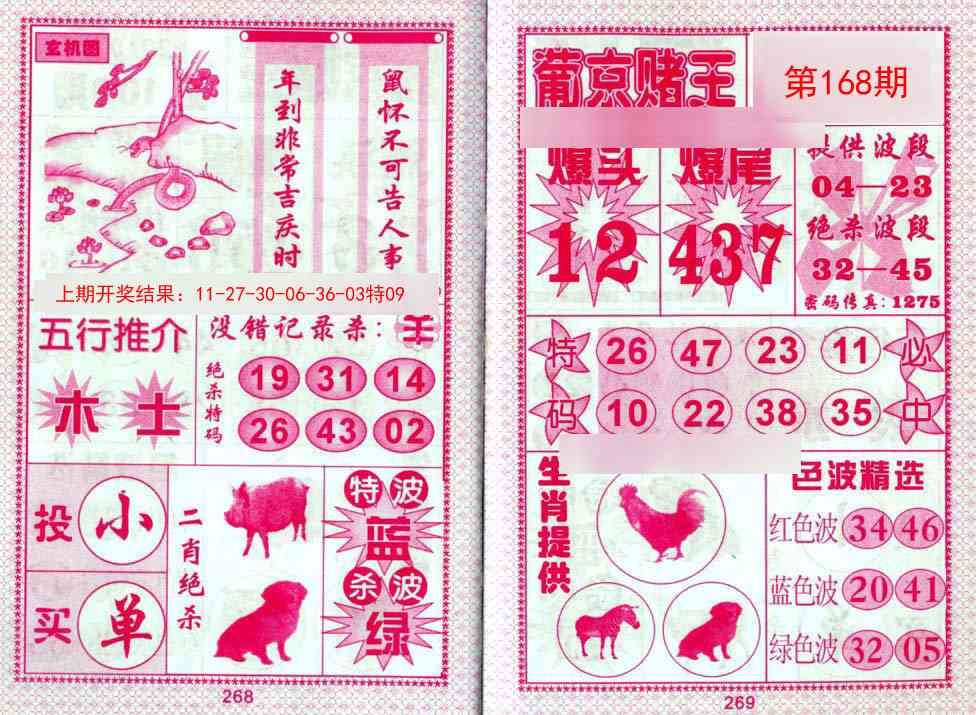 玄机图
年到非常吉庆时
鼠怀不可告人事
上期开奖结果：11-27-30-06-36-03特09
五行推介
木 土
没错记录杀：羊
绝杀特码
19 31 14
26 43 02
投 小
买 单
二肖绝杀
特波
蓝
杀波
绿
268
葡京赌王
第168期
爆头
12
爆尾
437
提供波段
04—23
绝杀波段
32—45
密码传真：1275
特 26 47 23 11 必
码 10 22 38 35 中
生肖提供
色波精选
红色波 34 46
蓝色波 20 41
绿色波 32 05
269